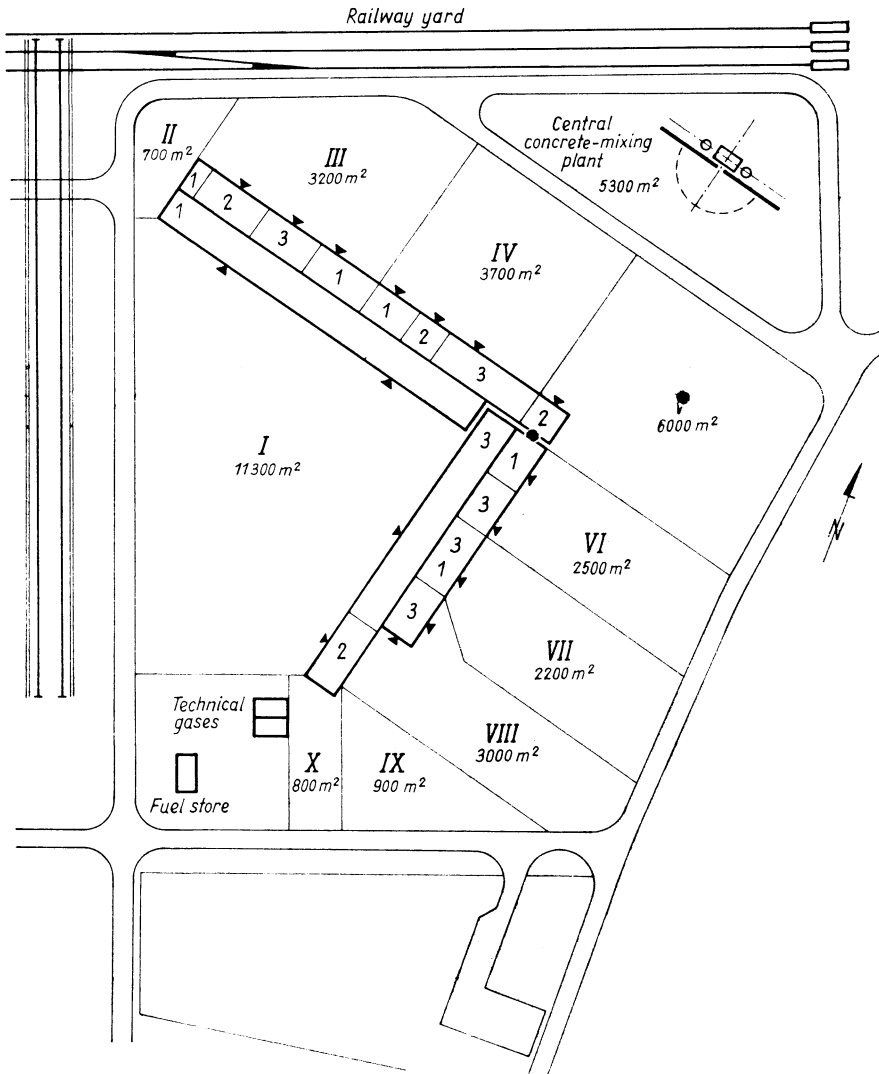 Railway yard
II
700 m²
III
3200 m²
Central
concrete-mixing
plant
5300 m²
1
1
2
3
1
IV
3700 m²
1
2
3
2
V
6000 m²
I
11300 m²
3
1
3
3
1
3
2
N
VI
2500 m²
VII
2200 m²
VIII
3000 m²
Technical
gases
Fuel store
X
800 m²
IX
900 m²